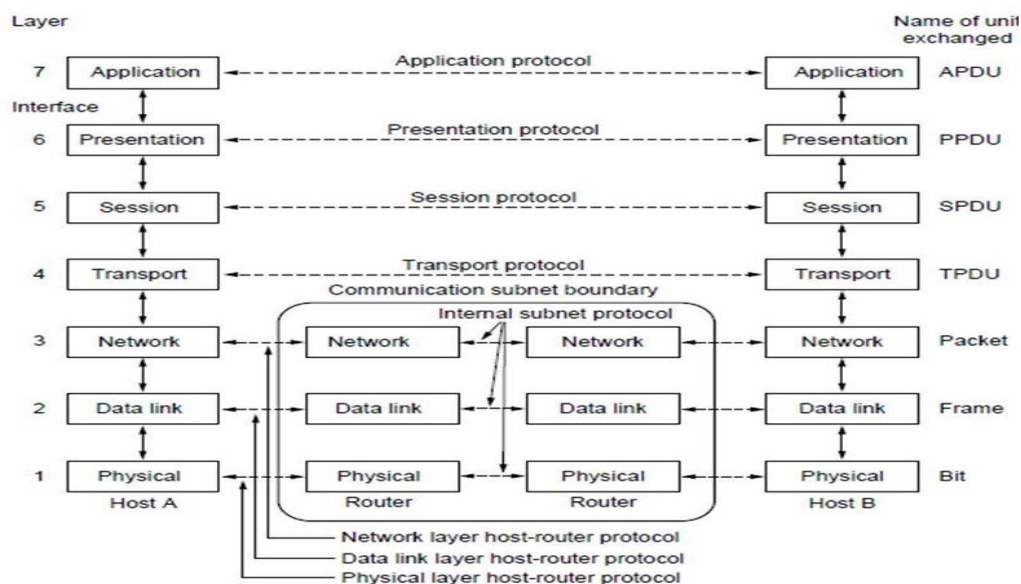 Layer
Name of unit
exchanged
7 Application Application protocol Application APDU
Interface
6 Presentation Presentation protocol Presentation PPDU
5 Session Session protocol Session SPDU
4 Transport Transport protocol Transport TPDU
Communication subnet boundary
Internal subnet protocol
3 Network Network Network Network Packet
2 Data link Data link Data link Data link Frame
1 Physical Physical Physical Physical Bit
Host A Router Router Host B
Network layer host-router protocol
Data link layer host-router protocol
Physical layer host-router protocol